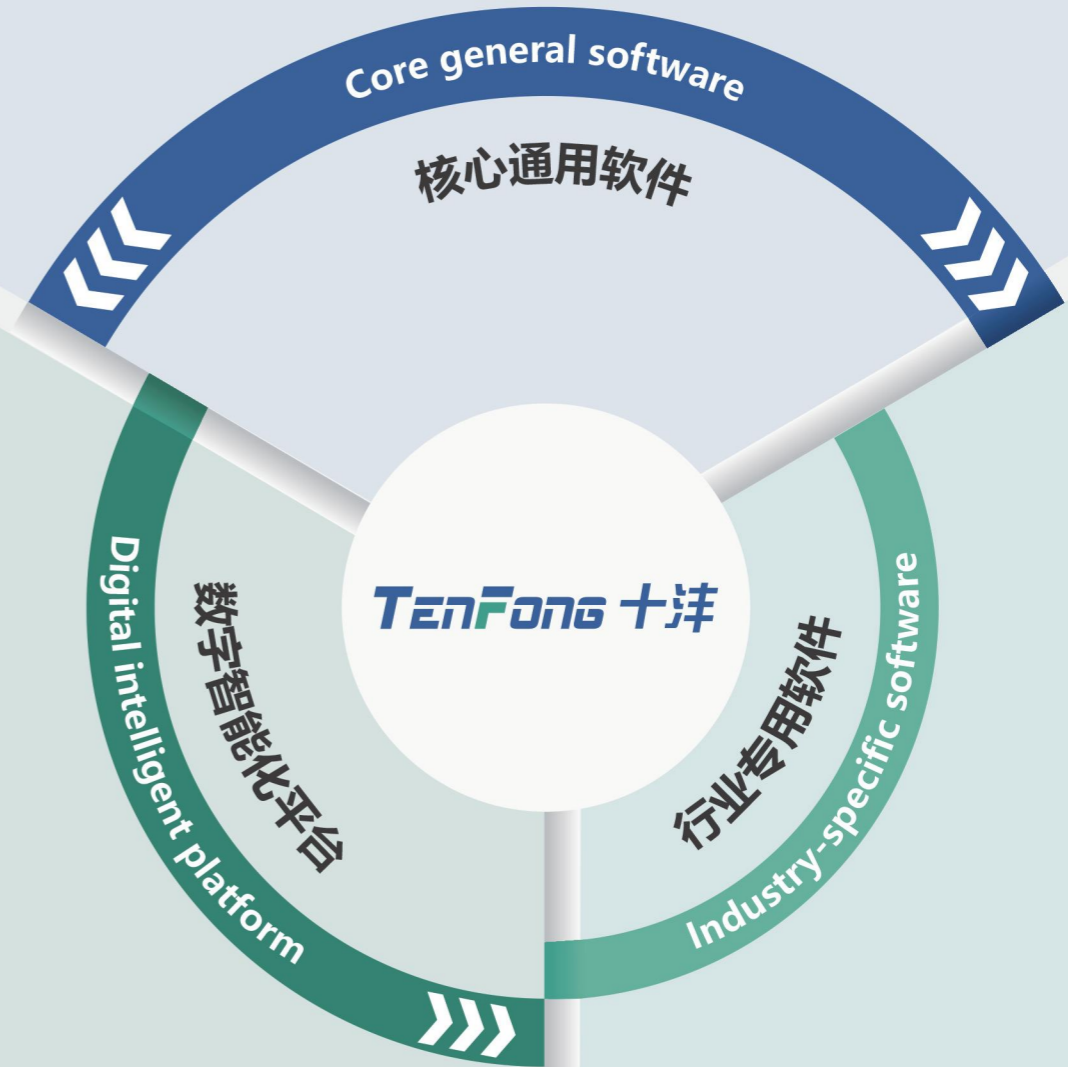 Core general software
核心通用软件
TENFONG 十沣
Digital intelligent platform
数字智能化平台
行业专用软件
Industry-specific software